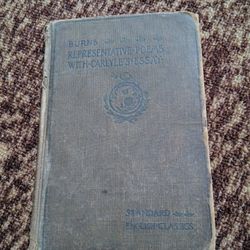 BURNS
REPRESENTATIVE POEMS
WITH CARLYLE'S ESSAY
STANDARD
ENGLISH CLASSICS